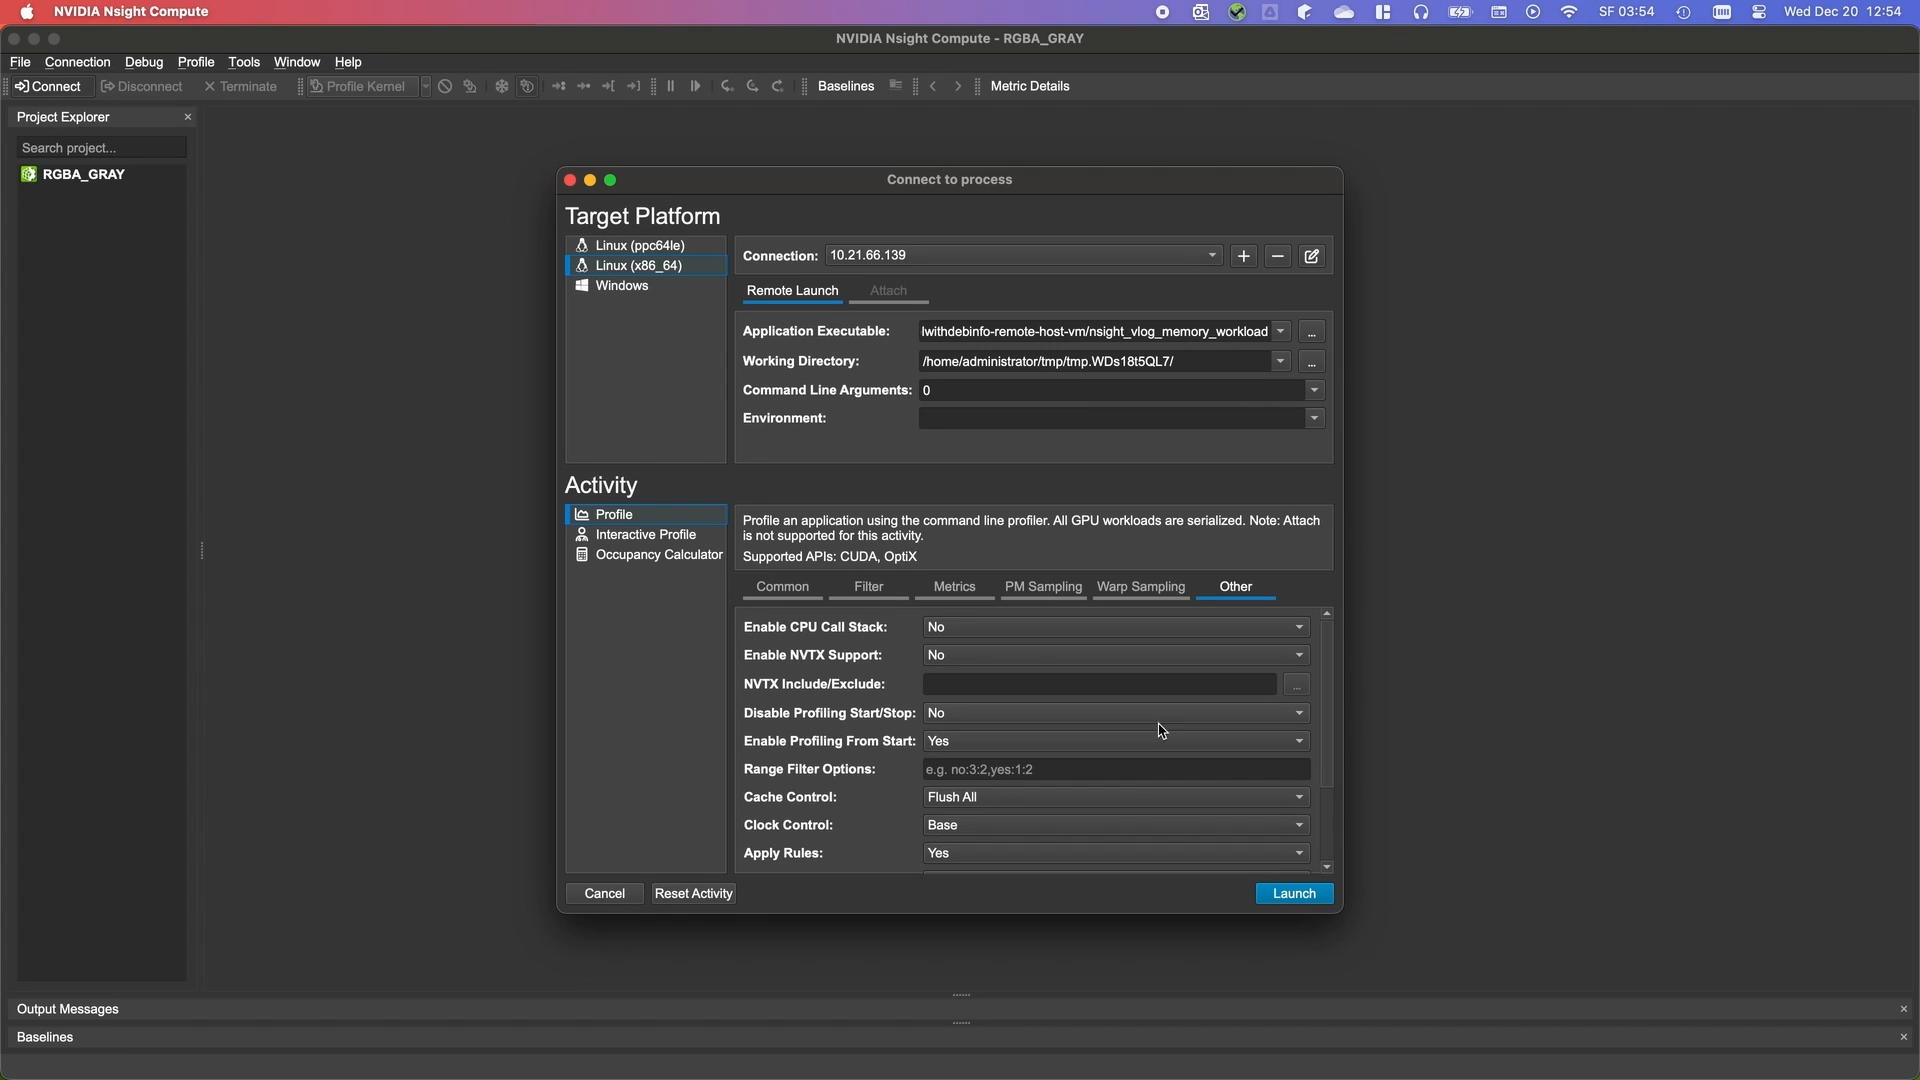 NVIDIA Nsight Compute
SF 03:54
Wed Dec 20 12:54
NVIDIA Nsight Compute - RGBA_GRAY
File Connection Debug Profile Tools Window Help
Connect Disconnect Terminate Profile Kernel Baselines Metric Details
Project Explorer
Search project...
RGBA_GRAY
Connect to process
Target Platform
Linux (ppc64le)
Linux (x86_64)
Windows
Connection: 10.21.66.139
Remote Launch Attach
Application Executable: lwithdebinfo-remote-host-vm/nsight_vlog_memory_workload ...
Working Directory: /home/administrator/tmp/tmp.WDs18t5QL7/ ...
Command Line Arguments: 0
Environment:
Activity
Profile
Interactive Profile
Occupancy Calculator
Profile an application using the command line profiler. All GPU workloads are serialized. Note: Attach
is not supported for this activity.
Supported APIs: CUDA, OptiX
Common Filter Metrics PM Sampling Warp Sampling Other
Enable CPU Call Stack: No
Enable NVTX Support: No
NVTX Include/Exclude: ...
Disable Profiling Start/Stop: No
Enable Profiling From Start: Yes
Range Filter Options: e.g. no:3:2,yes:1:2
Cache Control: Flush All
Clock Control: Base
Apply Rules: Yes
Cancel Reset Activity Launch
Output Messages
Baselines